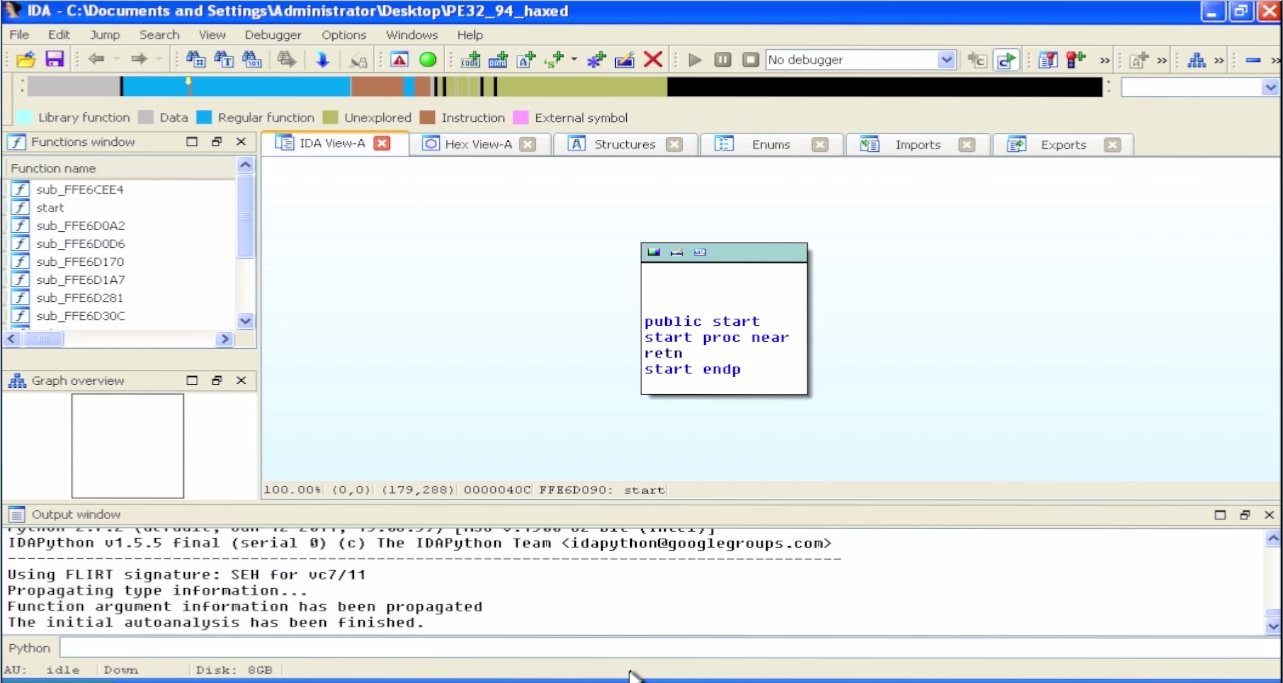 IDA - C:\Documents and Settings\Administrator\Desktop\PE32_94_haxed
File Edit Jump Search View Debugger Options Windows Help
No debugger
Library function Data Regular function Unexplored Instruction External symbol
Functions window
IDA View-A Hex View-A Structures Enums Imports Exports
Function name
sub_FFE6CEE4
start
sub_FFE6D0A2
sub_FFE6D0D6
sub_FFE6D170
sub_FFE6D1A7
sub_FFE6D281
sub_FFE6D30C
public start
start proc near
retn
start endp
Graph overview
100.00% (0,0) (179,288) 0000040C FFE6D090: start
Output window
IDAPython v1.5.5 final (serial 0) (c) The IDAPython Team <idapython@googlegroups.com>
Using FLIRT signature: SEH for vc7/11
Propagating type information...
Function argument information has been propagated
The initial autoanalysis has been finished.
Python
AU: idle Down Disk: 8GB